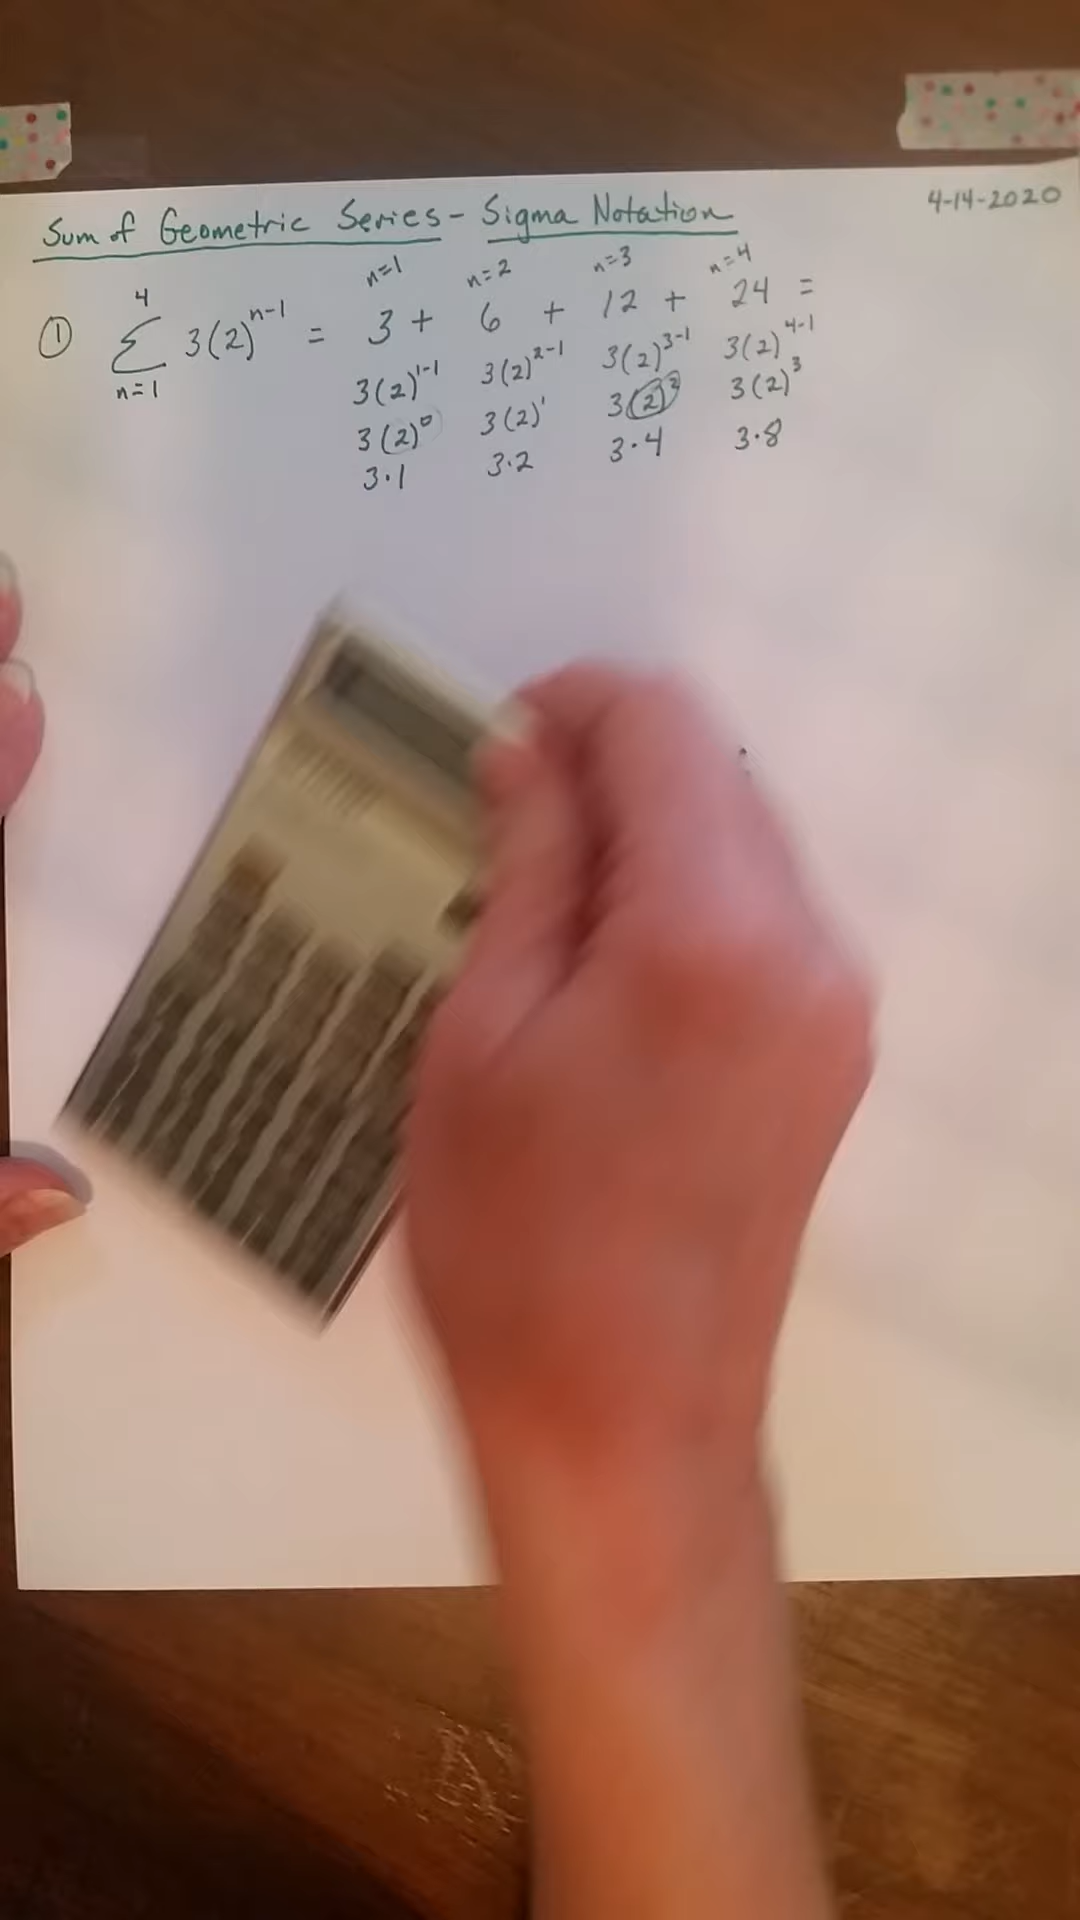 4-14-2020
Sum of Geometric Series - Sigma Notation
n=1 n=2 n=3 n=4
① 4 Σ n=1 3(2)^n-1 = 3 + 6 + 12 + 24 =
3(2)^1-1 3(2)^2-1 3(2)^3-1 3(2)^4-1
3(2)^0 3(2)^1 3(2)^2 3(2)^3
3·1 3·2 3·4 3·8